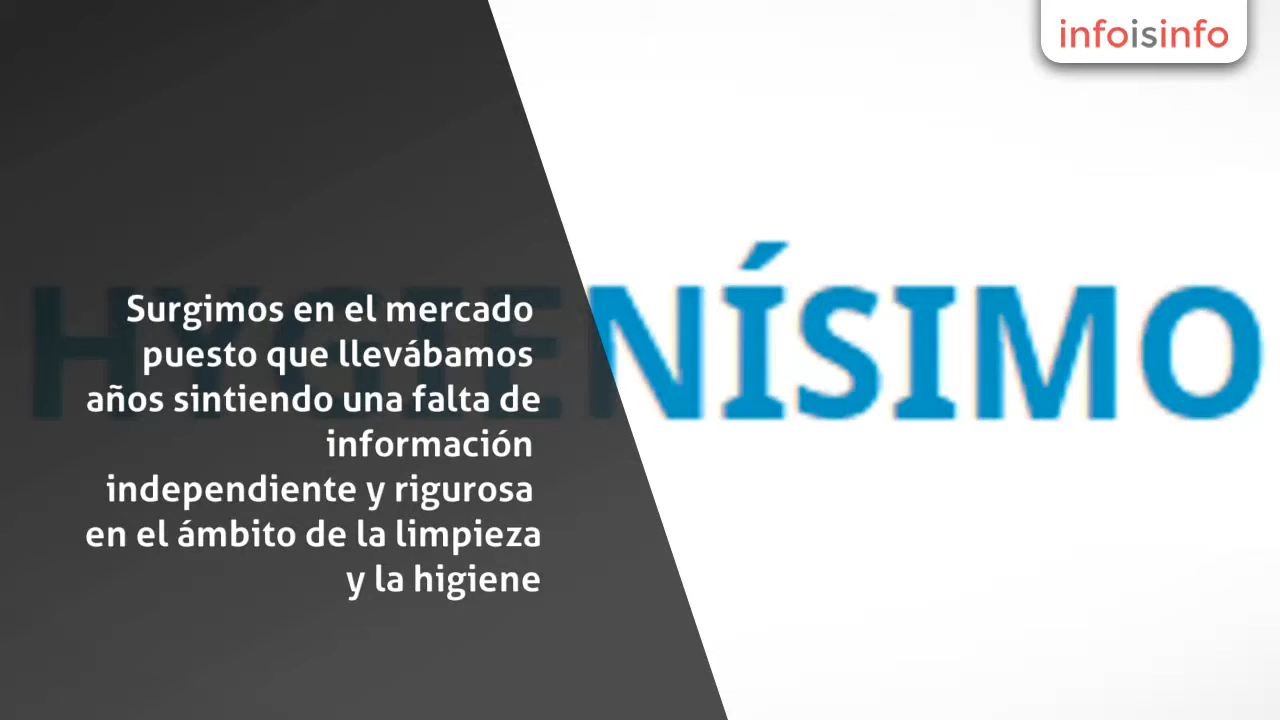 infoisinfo
HYGIENÍSIMO
Surgimos en el mercado
puesto que llevábamos
años sintiendo una falta de
información
independiente y rigurosa
en el ámbito de la limpieza
y la higiene